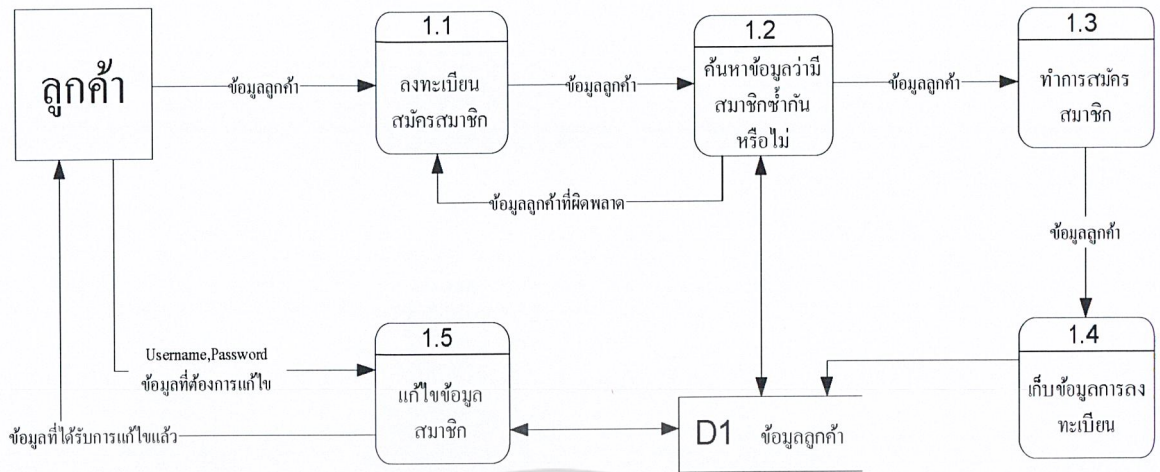 ลูกค้า
ข้อมูลลูกค้า
1.1
ลงทะเบียน
สมัครสมาชิก
ข้อมูลลูกค้า
1.2
ค้นหาข้อมูลว่ามี
สมาชิกซ้ำกัน
หรือไม่
ข้อมูลลูกค้า
1.3
ทำการสมัคร
สมาชิก
ข้อมูลลูกค้าที่ผิดพลาด
ข้อมูลลูกค้า
Username,Password
ข้อมูลที่ต้องการแก้ไข
1.5
แก้ไขข้อมูล
สมาชิก
1.4
เก็บข้อมูลการลง
ทะเบียน
ข้อมูลที่ได้รับการแก้ไขแล้ว
D1 ข้อมูลลูกค้า